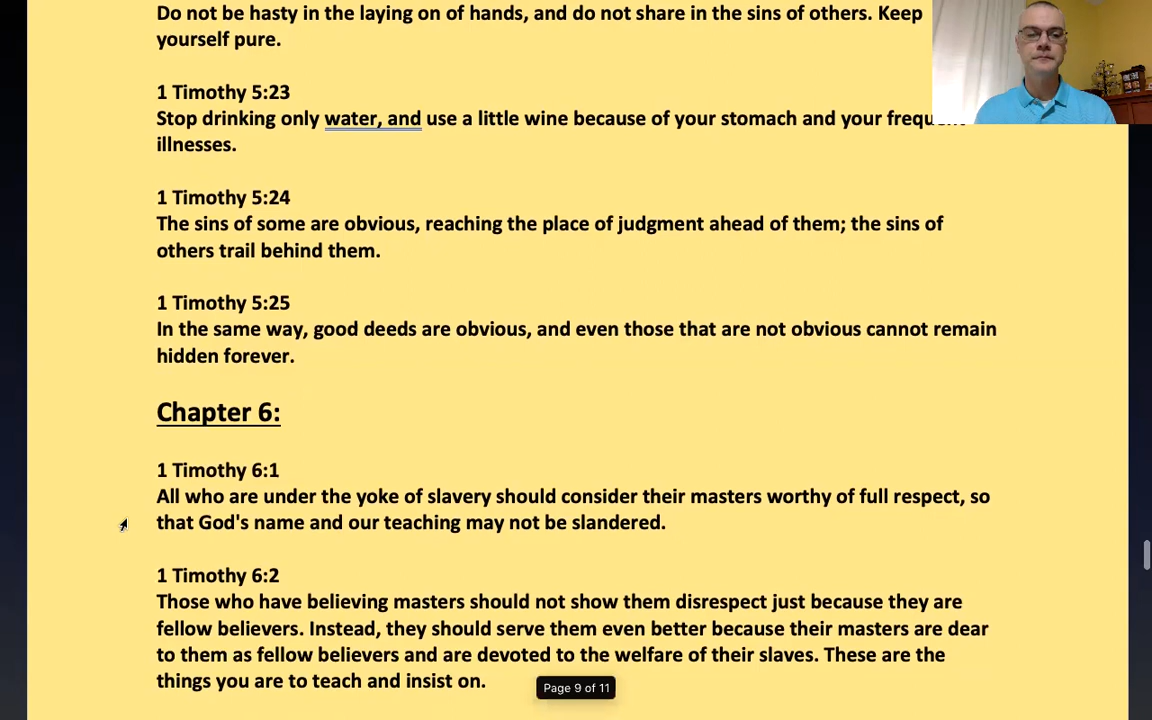 Do not be hasty in the laying on of hands, and do not share in the sins of others. Keep
yourself pure.
1 Timothy 5:23
Stop drinking only water, and use a little wine because of your stomach and your
illnesses.
1 Timothy 5:24
The sins of some are obvious, reaching the place of judgment ahead of them; the sins of
others trail behind them.
1 Timothy 5:25
In the same way, good deeds are obvious, and even those that are not obvious cannot remain
hidden forever.
Chapter 6:
1 Timothy 6:1
All who are under the yoke of slavery should consider their masters worthy of full respect, so
that God's name and our teaching may not be slandered.
1 Timothy 6:2
Those who have believing masters should not show them disrespect just because they are
fellow believers. Instead, they should serve them even better because their masters are dear
to them as fellow believers and are devoted to the welfare of their slaves. These are the
things you are to teach and insist on.
Page 9 of 11